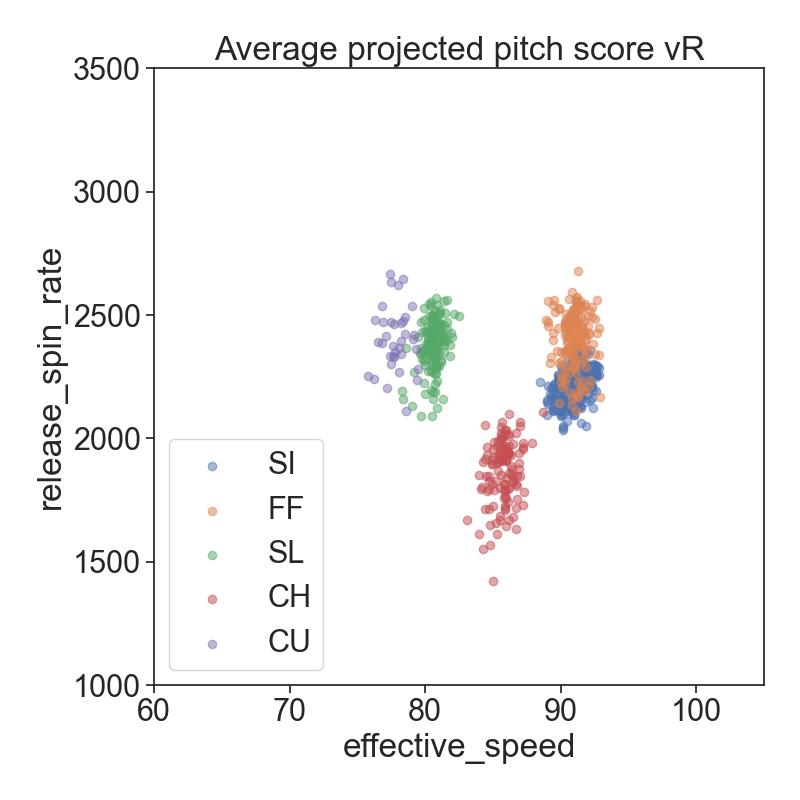 Average projected pitch score vR
3500
3000
2500
2000
1500
1000
release_spin_rate
SI
FF
SL
CH
CU
60 70 80 90 100
effective_speed